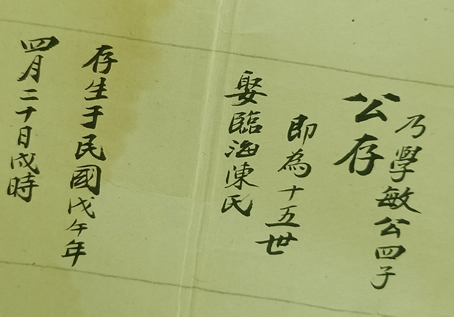 乃學敏公四子
公存
即為十五世
娶臨海陳氏
存生于民國戊午年
四月二十日戌時